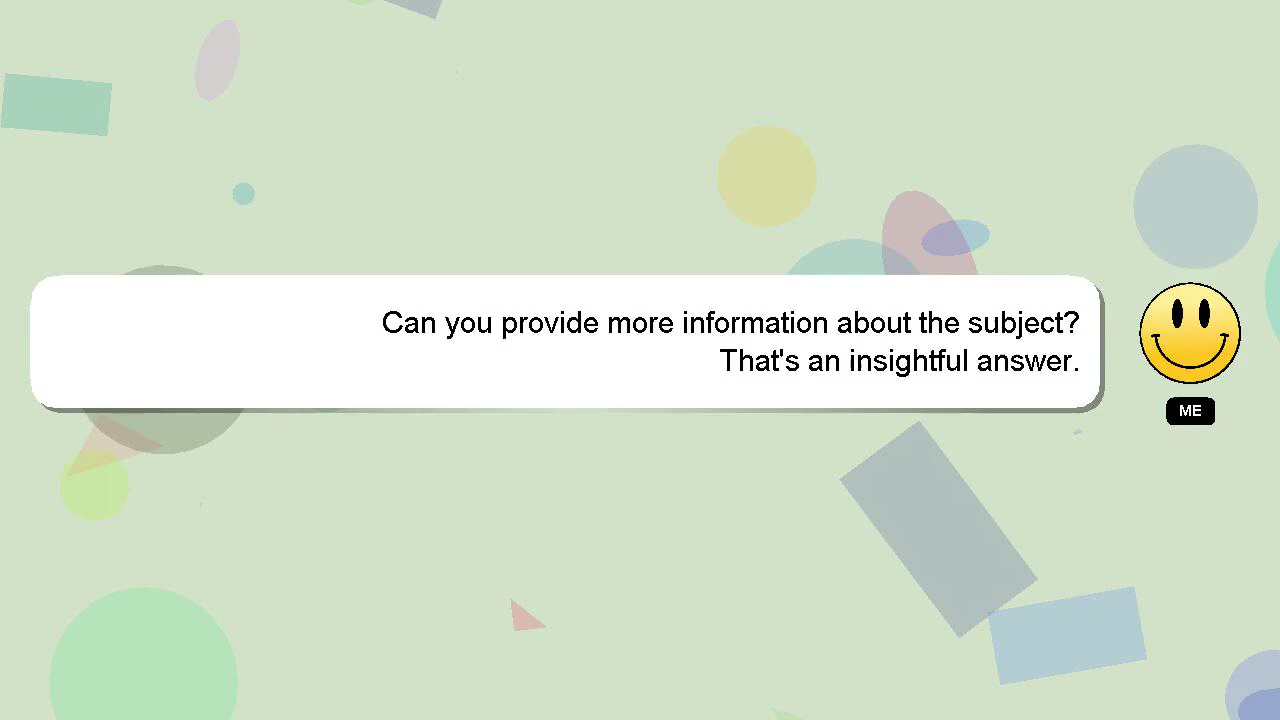 Can you provide more information about the subject?
That's an insightful answer.
ME